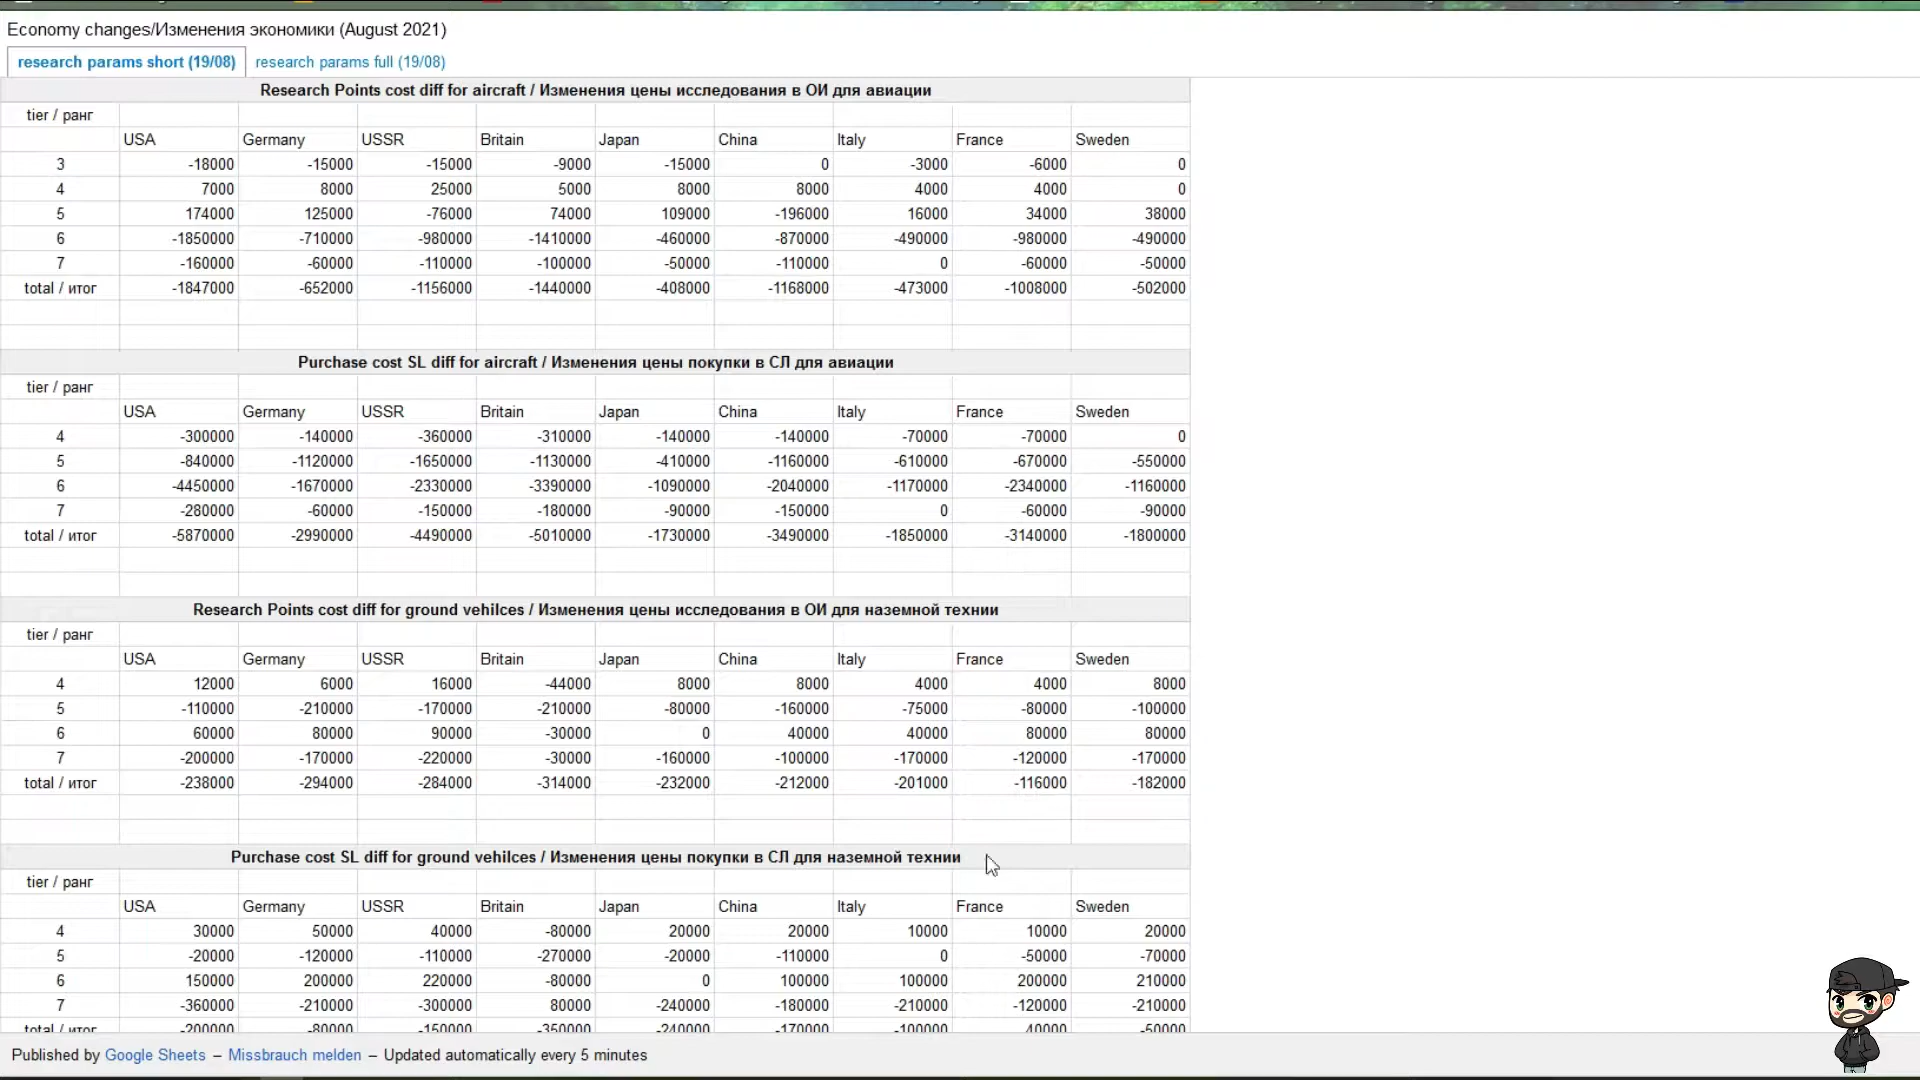 Economy changes/Изменения экономики (August 2021)
research params short (19/08) research params full (19/08)
Research Points cost diff for aircraft / Изменения цены исследования в ОИ для авиации
tier / ранг
USA Germany USSR Britain Japan China Italy France Sweden
3 -18000 -15000 -15000 -9000 -15000 0 -3000 -6000 0
4 7000 8000 25000 5000 8000 8000 4000 4000 0
5 174000 125000 -76000 74000 109000 -196000 16000 34000 38000
6 -1850000 -710000 -980000 -1410000 -460000 -870000 -490000 -980000 -490000
7 -160000 -60000 -110000 -100000 -50000 -110000 0 -60000 -50000
total / итог -1847000 -652000 -1156000 -1440000 -408000 -1168000 -473000 -1008000 -502000
Purchase cost SL diff for aircraft / Изменения цены покупки в СЛ для авиации
tier / ранг
USA Germany USSR Britain Japan China Italy France Sweden
4 -300000 -140000 -360000 -310000 -140000 -140000 -70000 -70000 0
5 -840000 -1120000 -1650000 -1130000 -410000 -1160000 -610000 -670000 -550000
6 -4450000 -1670000 -2330000 -3390000 -1090000 -2040000 -1170000 -2340000 -1160000
7 -280000 -60000 -150000 -180000 -90000 -150000 0 -60000 -90000
total / итог -5870000 -2990000 -4490000 -5010000 -1730000 -3490000 -1850000 -3140000 -1800000
Research Points cost diff for ground vehilces / Изменения цены исследования в ОИ для наземной технии
tier / ранг
USA Germany USSR Britain Japan China Italy France Sweden
4 12000 6000 16000 -44000 8000 8000 4000 4000 8000
5 -110000 -210000 -170000 -210000 -80000 -160000 -75000 -80000 -100000
6 60000 80000 90000 -30000 0 40000 40000 80000 80000
7 -200000 -170000 -220000 -30000 -160000 -100000 -170000 -120000 -170000
total / итог -238000 -294000 -284000 -314000 -232000 -212000 -201000 -116000 -182000
Purchase cost SL diff for ground vehilces / Изменения цены покупки в СЛ для наземной технии
tier / ранг
USA Germany USSR Britain Japan China Italy France Sweden
4 30000 50000 40000 -80000 20000 20000 10000 10000 20000
5 -20000 -120000 -110000 -270000 -20000 -110000 0 -50000 -70000
6 150000 200000 220000 -80000 0 100000 100000 200000 210000
7 -360000 -210000 -300000 80000 -240000 -180000 -210000 -120000 -210000
total / итог -200000 -80000 -150000 -350000 -240000 -170000 -100000 40000 -50000
Published by Google Sheets – Missbrauch melden – Updated automatically every 5 minutes